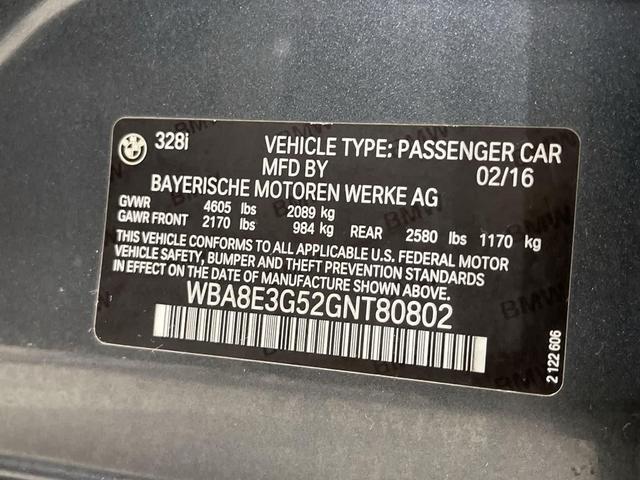 328i VEHICLE TYPE: PASSENGER CAR
MFD BY 02/16
BAYERISCHE MOTOREN WERKE AG
GVWR 4605 lbs 2089 kg
GAWR FRONT 2170 lbs 984 kg REAR 2580 lbs 1170 kg
THIS VEHICLE CONFORMS TO ALL APPLICABLE U.S. FEDERAL MOTOR
VEHICLE SAFETY, BUMPER, AND THEFT PREVENTION STANDARDS
IN EFFECT ON THE DATE OF MANUFACTURE SHOWN ABOVE.
WBA8E3G52GNT80802
2 122 606